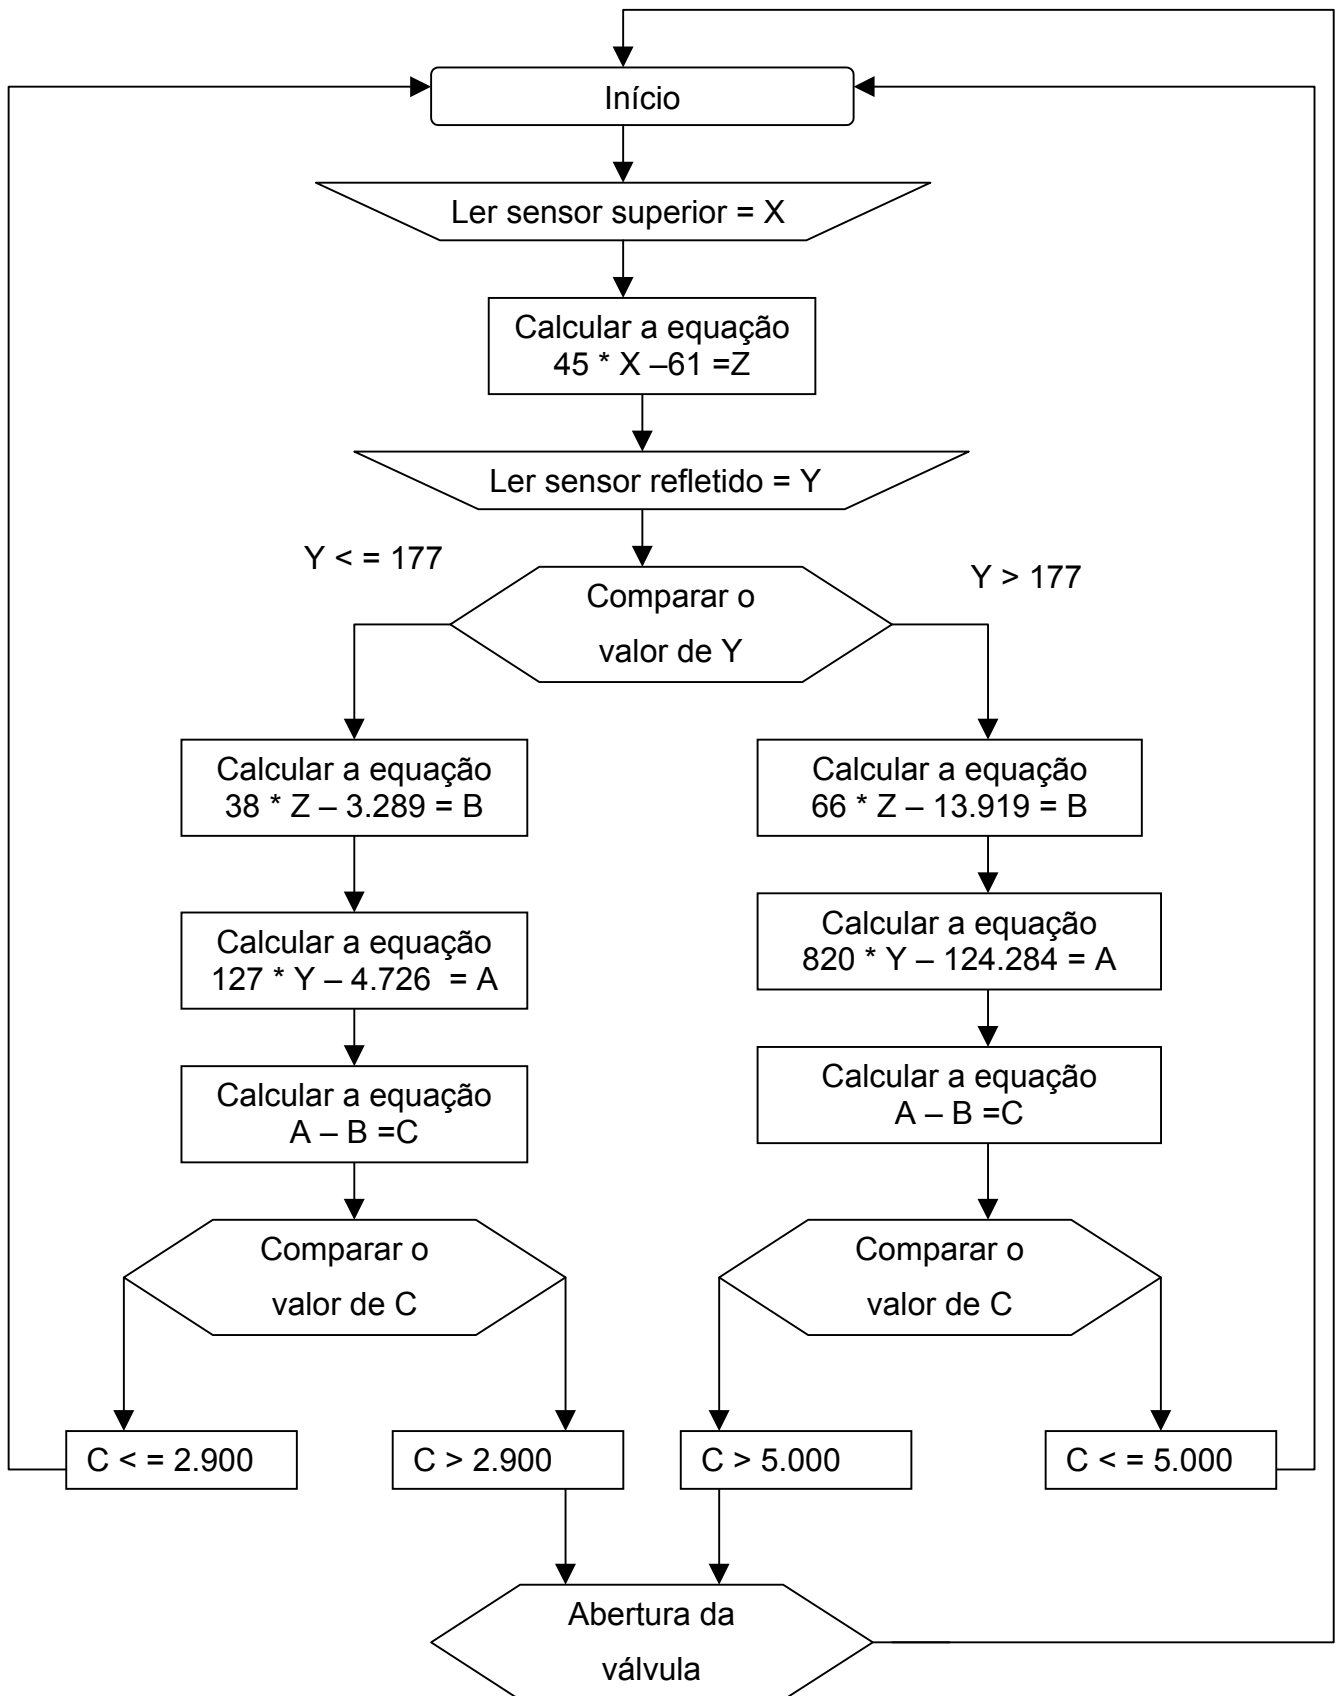 Início
Ler sensor superior = X
Calcular a equação
45 * X –61 =Z
Ler sensor refletido = Y
Y < = 177
Y > 177
Comparar o
valor de Y
Calcular a equação
38 * Z – 3.289 = B
Calcular a equação
66 * Z – 13.919 = B
Calcular a equação
127 * Y – 4.726  = A
Calcular a equação
820 * Y – 124.284 = A
Calcular a equação
A – B =C
Calcular a equação
A – B =C
Comparar o
valor de C
Comparar o
valor de C
C < = 2.900
C > 2.900
C > 5.000
C < = 5.000
Abertura da
válvula